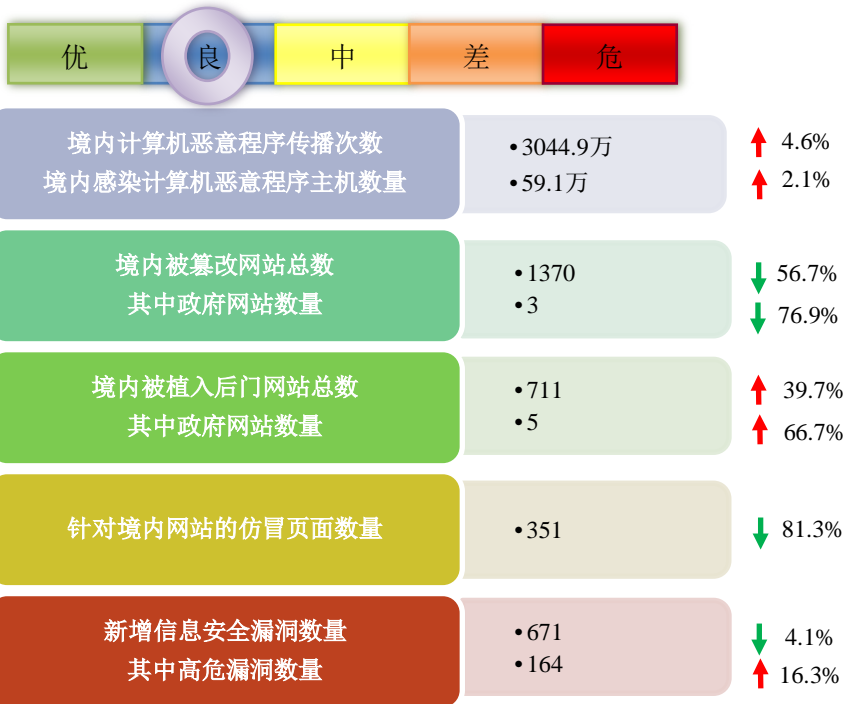 优 良 中 差 危
境内计算机恶意程序传播次数 •3044.9万 4.6%
境内感染计算机恶意程序主机数量 •59.1万 2.1%
境内被篡改网站总数 •1370 56.7%
其中政府网站数量 •3 76.9%
境内被植入后门网站总数 •711 39.7%
其中政府网站数量 •5 66.7%
针对境内网站的仿冒页面数量 •351 81.3%
新增信息安全漏洞数量 •671 4.1%
其中高危漏洞数量 •164 16.3%